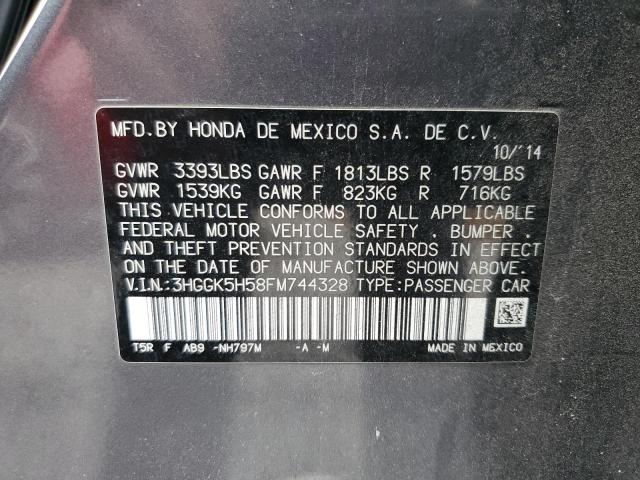 MFD.BY HONDA DE MEXICO S.A. DE C.V.
10/'14
GVWR 3393LBS GAWR F 1813LBS R 1579LBS
GVWR 1539KG GAWR F 823KG R 716KG
THIS VEHICLE CONFORMS TO ALL APPLICABLE
FEDERAL MOTOR VEHICLE SAFETY . BUMPER .
AND THEFT PREVENTION STANDARDS IN EFFECT
ON THE DATE OF MANUFACTURE SHOWN ABOVE.
V.I.N.:3HGGK5H58FM744328 TYPE:PASSENGER CAR
T5R F AB9 -NH797M -A -M MADE IN MEXICO